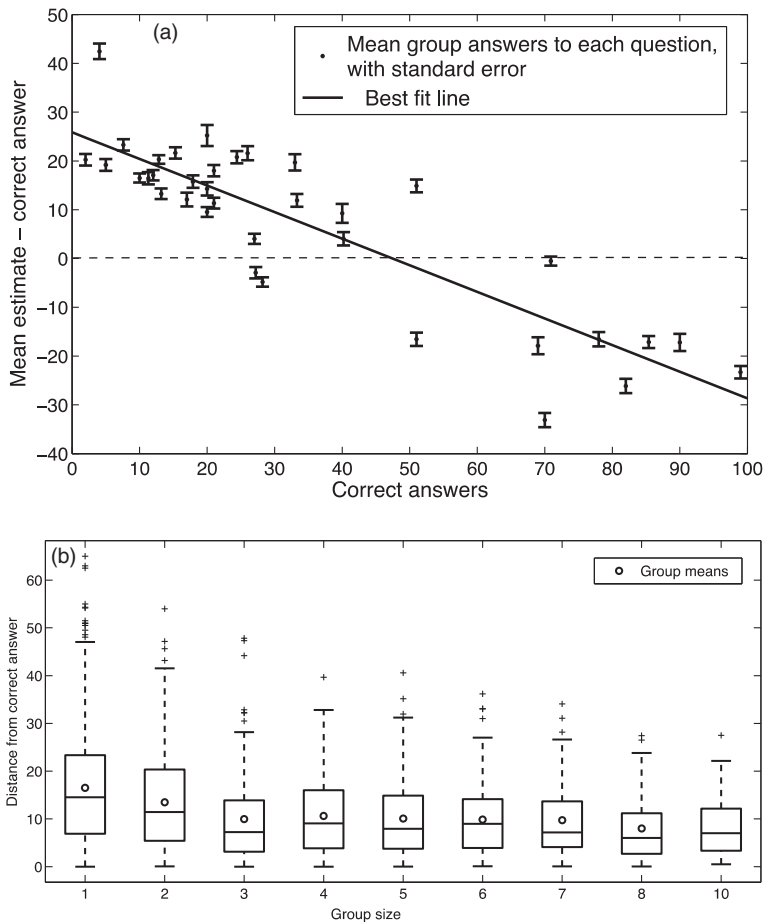 (a)
Mean group answers to each question,
with standard error
Best fit line
Mean estimate – correct answer
50
40
30
20
10
0
−10
−20
−30
−40
0 10 20 30 40 50 60 70 80 90 100
Correct answers
(b)
Group means
Distance from correct answer
60
50
40
30
20
10
0
1 2 3 4 5 6 7 8 10
Group size